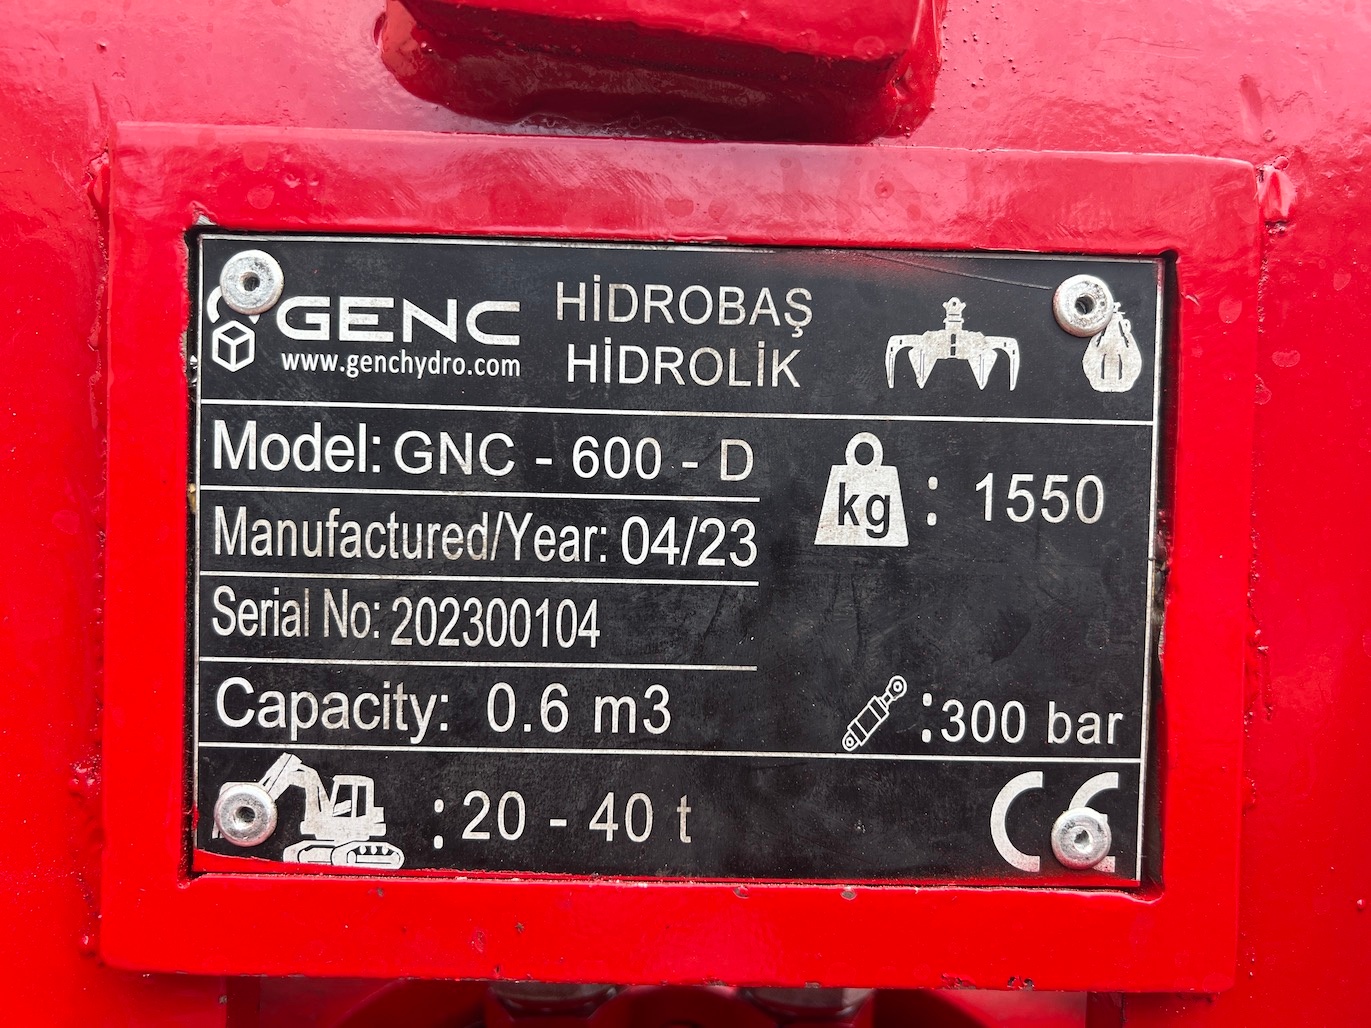 GENC
www.genchydro.com
HİDROBAŞ
HİDROLİK
Model: GNC - 600 - D
kg : 1550
Manufactured/Year: 04/23
Serial No: 202300104
Capacity: 0.6 m3
:300 bar
:20 - 40 t
CE